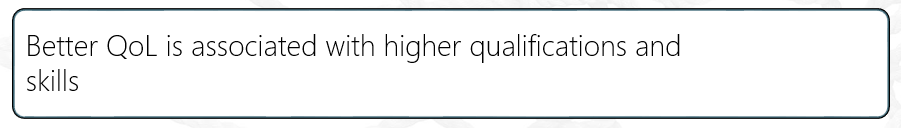 Better QoL is associated with higher qualifications and
skills